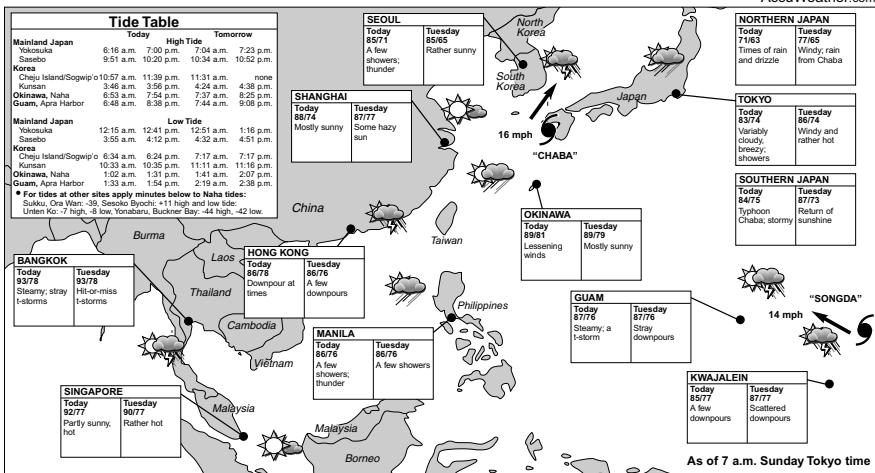 AccuWeather.com
Tide Table
Today Tomorrow
Mainland Japan High Tide
Yokosuka 6:16 a.m. 7:00 p.m. 7:04 a.m. 7:23 p.m.
Sasebo 9:51 a.m. 10:20 p.m. 10:34 a.m. 10:52 p.m.
Korea
Cheju Island/Sogwip'o 10:57 a.m. 11:39 p.m. 11:31 a.m. none
Kunsan 3:46 a.m. 3:56 p.m. 4:24 a.m. 4:38 p.m.
Okinawa, Naha 6:53 a.m. 7:54 p.m. 7:37 a.m. 8:25 p.m.
Guam, Apra Harbor 6:48 a.m. 8:38 p.m. 7:44 a.m. 9:08 p.m.
Mainland Japan Low Tide
Yokosuka 12:15 a.m. 12:41 p.m. 12:51 a.m. 1:16 p.m.
Sasebo 3:55 a.m. 4:12 p.m. 4:32 a.m. 4:51 p.m.
Korea
Cheju Island/Sogwip'o 6:34 a.m. 6:24 p.m. 7:17 a.m. 7:17 p.m.
Kunsan 10:33 a.m. 10:35 p.m. 11:11 a.m. 11:16 p.m.
Okinawa, Naha 1:02 a.m. 1:31 p.m. 1:41 a.m. 2:07 p.m.
Guam, Apra Harbor 1:33 a.m. 1:54 p.m. 2:19 a.m. 2:38 p.m.
• For tides at other sites apply minutes below to Naha tides:
Sukku, Ora Wan: -39, Sesoko Byochi: +11 high and low tide:
Unten Ko: -7 high, -8 low, Yonabaru, Buckner Bay: -44 high, -42 low.
SEOUL
Today Tuesday
85/71 85/65
A few Rather sunny
showers;
thunder
North
Korea
South
Korea
NORTHERN JAPAN
Today Tuesday
71/63 77/65
Times of rain Windy; rain
and drizzle from Chaba
Japan
SHANGHAI
Today Tuesday
88/74 87/77
Mostly sunny Some hazy
sun
16 mph
"CHABA"
TOKYO
Today Tuesday
83/74 86/74
Variably Windy and
cloudy, rather hot
breezy;
showers
SOUTHERN JAPAN
Today Tuesday
84/75 87/73
Typhoon Return of
Chaba; stormy sunshine
China
Taiwan
OKINAWA
Today Tuesday
89/81 89/79
Lessening Mostly sunny
winds
Burma
Laos
Thailand
Cambodia
Vietnam
BANGKOK
Today Tuesday
93/78 93/78
Steamy; stray Hit-or-miss
t-storms t-storms
HONG KONG
Today Tuesday
86/78 86/76
Downpour at A few
times downpours
Philippines
MANILA
Today Tuesday
86/76 86/76
A few A few showers
showers;
thunder
GUAM
Today Tuesday
87/76 87/76
Steamy; a Stray
t-storm downpours
"SONGDA"
14 mph
KWAJALEIN
Today Tuesday
85/77 87/77
A few Scattered
downpours downpours
SINGAPORE
Today Tuesday
92/77 90/77
Partly sunny, Rather hot
hot
Malaysia
Malaysia
Borneo
As of 7 a.m. Sunday Tokyo time